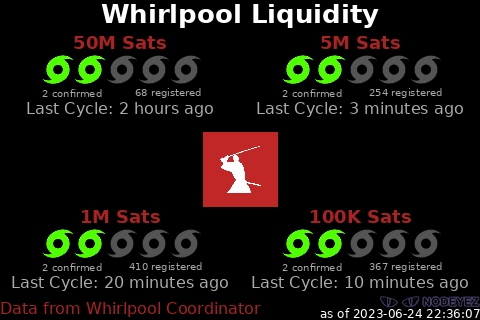 Whirlpool Liquidity
50M Sats
2 confirmed 68 registered
Last Cycle: 2 hours ago
5M Sats
2 confirmed 254 registered
Last Cycle: 3 minutes ago
1M Sats
2 confirmed 410 registered
Last Cycle: 20 minutes ago
100K Sats
2 confirmed 367 registered
Last Cycle: 10 minutes ago
Data from Whirlpool Coordinator
NODEYEZ
as of 2023-06-24 22:36:07